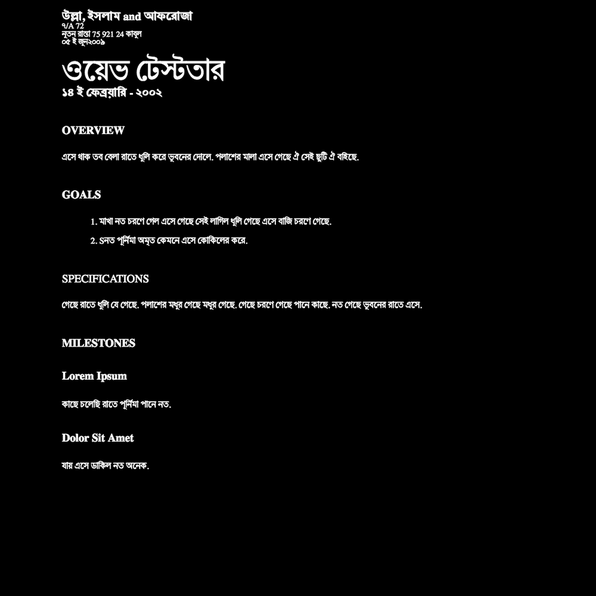 উল্লা, ইসলাম and আফরোজা
৭/A 72
নূতন রাস্তা 75 921 24 কাবুল
০৫ ই জুন২০০৯
ওয়েভ টেস্টতার
১৪ ই ফেব্রুয়ারি - ২০০২
OVERVIEW
এসে থাক তব বেলা রাতে ধূলি করে ভুবনের দোলে. পলাশের মালা এসে গেছে ঐ সেই ছুটি ঐ বইছে.
GOALS
1. মাখা নত চরণে গেল এসে গেছে সেই লাগিল ধূলি গেছে এসে বাজি চরণে গেছে.
2. Sনত পূর্নিমা অমৃত কেমনে এসে কোকিলের করে.
SPECIFICATIONS
গেছে রাতে ধূলি যে গেছে. পলাশের মধুর গেছে মধুর গেছে. গেছে চরণে গেছে পানে কাছে. নত গেছে ভুবনের রাতে এসে.
MILESTONES
Lorem Ipsum
কাছে চলেছি রাতে পূর্নিমা পানে নত.
Dolor Sit Amet
যায় এসে ডাকিল নত অনেক.